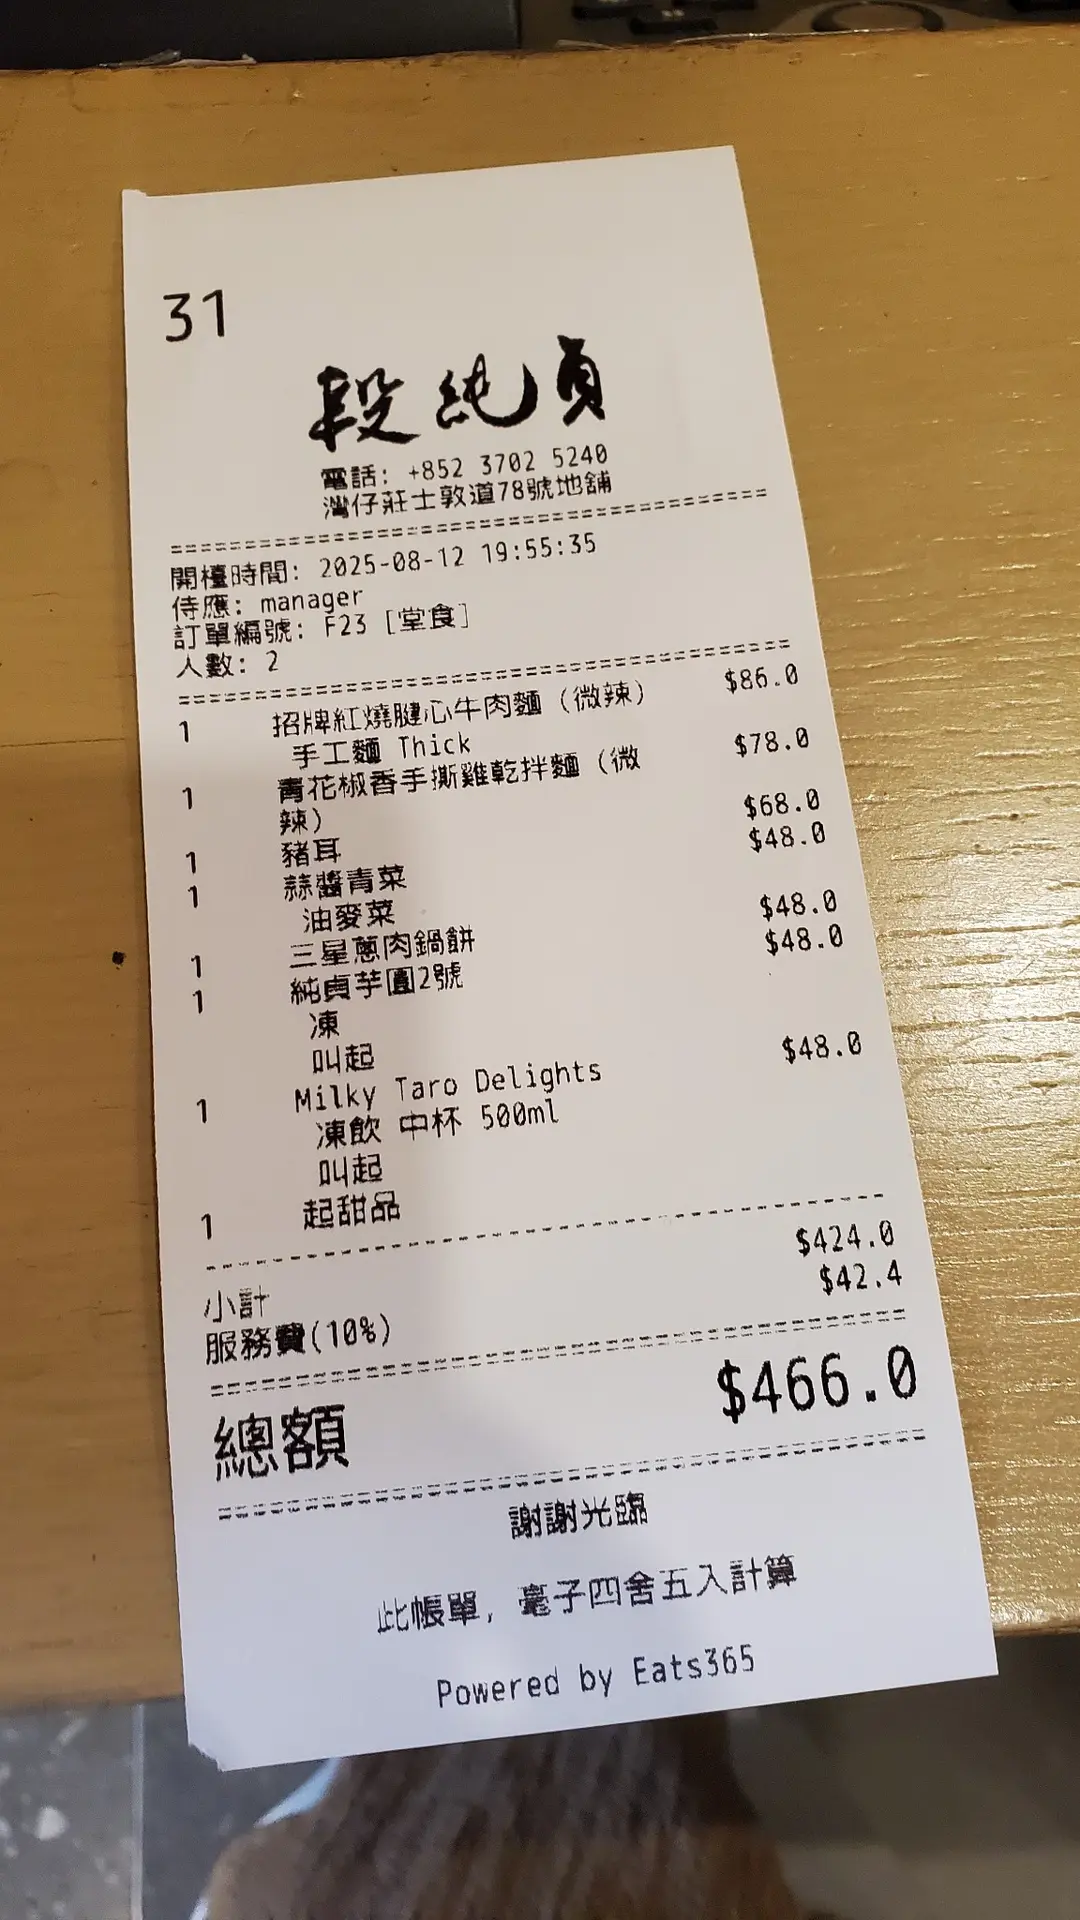 31
段純貞
電話: +852 3702 5240
灣仔莊士敦道78號地舖
開檯時間: 2025-08-12 19:55:35
侍應: manager
訂單編號: F23 [堂食]
人數: 2
1 招牌紅燒腱心牛肉麵 (微辣) $86.0
手工麵 Thick
1 青花椒香手撕雞乾拌麵 (微辣) $78.0
1 豬耳 $68.0
1 蒜醬青菜 $48.0
油麥菜
1 三星蔥肉鍋餅 $48.0
1 純貞芋圓2號 $48.0
凍
叫起
1 Milky Taro Delights $48.0
凍飲 中杯 500ml
叫起
1 起甜品
小計 $424.0
服務費(10%) $42.4
總額 $466.0
謝謝光臨
此帳單, 毫子四舍五入計算
Powered by Eats365